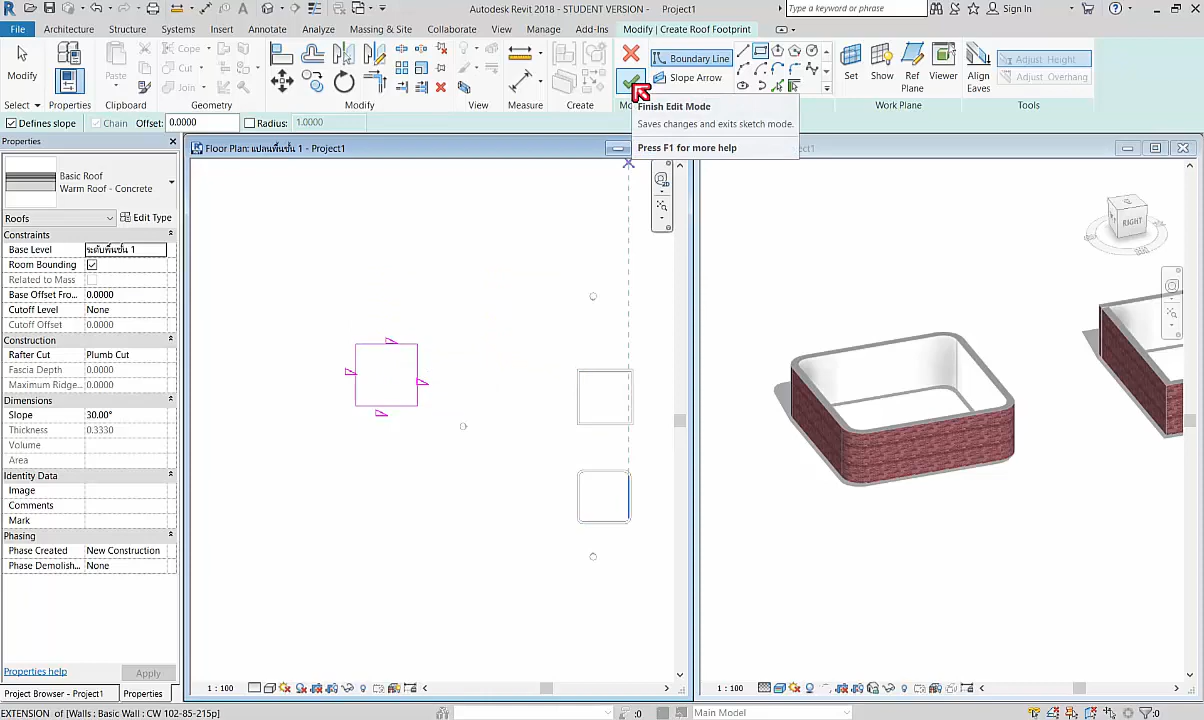 Autodesk Revit 2018 - STUDENT VERSION - Project1
Type a keyword or phrase
Sign In
File Architecture Structure Systems Insert Annotate Analyze Massing & Site Collaborate View Manage Add-Ins Modify | Create Roof Footprint
Modify
Properties
Paste
Cope
Cut
Join
Boundary Line
Slope Arrow
Set
Show
Ref
Plane
Viewer
Align
Eaves
Adjust Height
Adjust Overhang
Select Properties Clipboard Geometry Modify View Measure Create Work Plane Tools
Defines slope Chain Offset: 0.0000 Radius: 1.0000
Finish Edit Mode
Saves changes and exits sketch mode.
Press F1 for more help
Properties
Floor Plan: แปลนพื้นชั้น 1 - Project1
Basic Roof
Warm Roof - Concrete
Roofs Edit Type
Constraints
Base Level ระดับพื้นชั้น 1
Room Bounding
Related to Mass
Base Offset Fro... 0.0000
Cutoff Level None
Cutoff Offset 0.0000
Construction
Rafter Cut Plumb Cut
Fascia Depth 0.0000
Maximum Ridge... 0.0000
Dimensions
Slope 30.00°
Thickness 0.3330
Volume
Area
Identity Data
Image
Comments
Mark
Phasing
Phase Created New Construction
Phase Demolish... None
RIGHT
Properties help Apply
Project Browser - Project1 Properties
1 : 100
1 : 100
EXTENSION of [Walls : Basic Wall : CW 102-85-215p]
:0
Main Model
:0